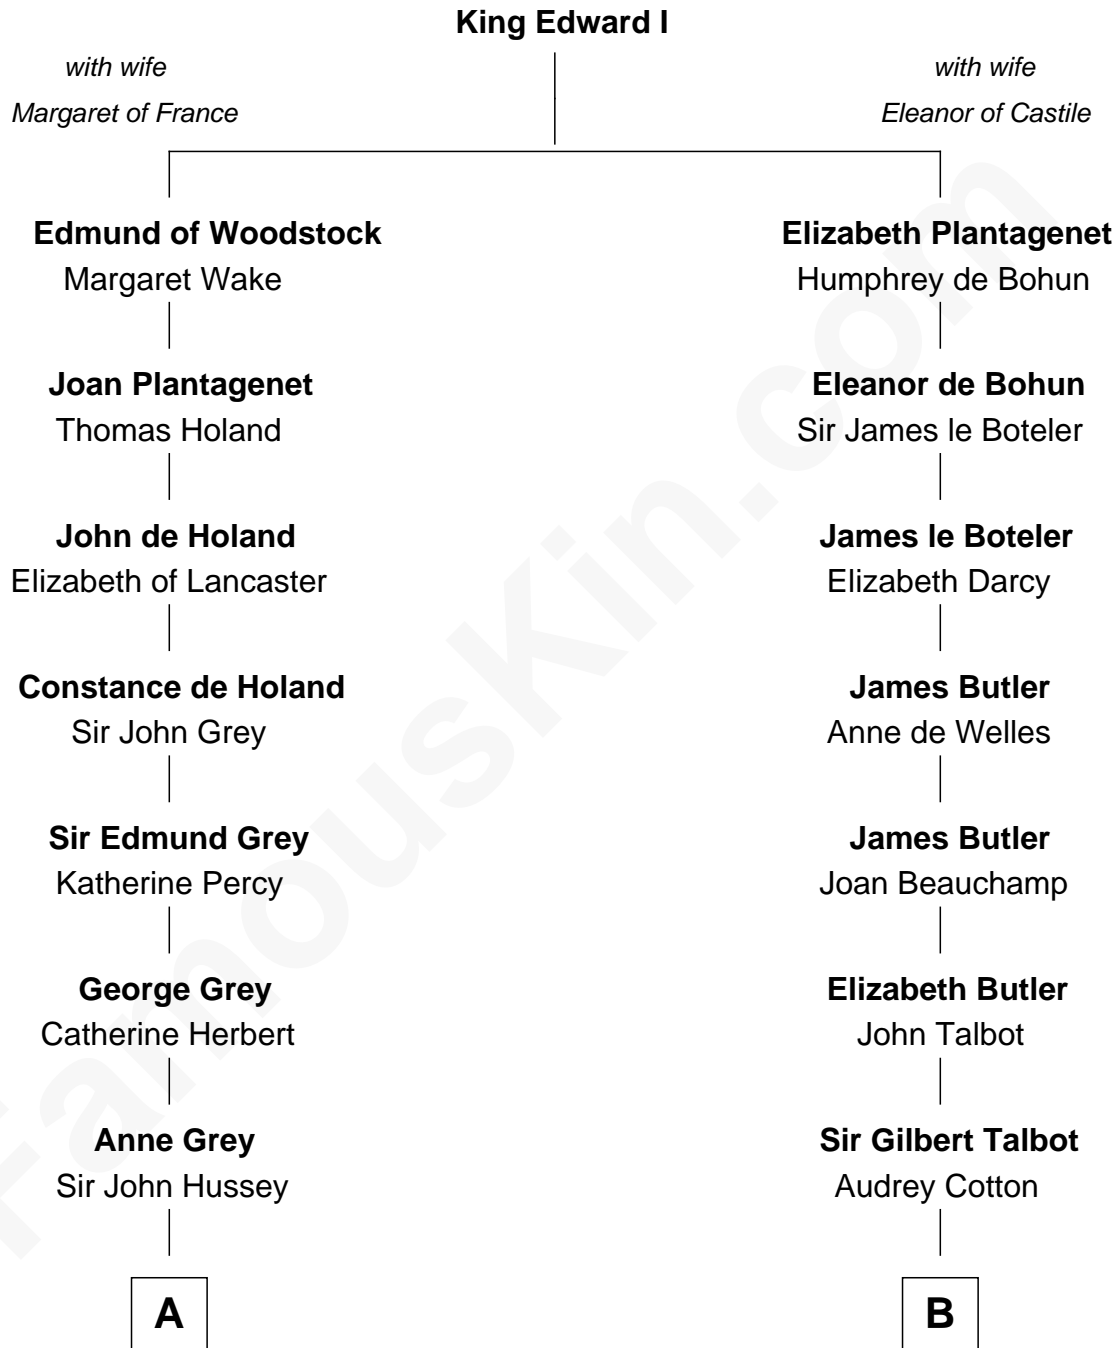 King Edward I
with wife
Margaret of France
with wife
Eleanor of Castile
Edmund of Woodstock
Margaret Wake
Elizabeth Plantagenet
Humphrey de Bohun
Joan Plantagenet
Thomas Holand
Eleanor de Bohun
Sir James le Boteler
John de Holand
Elizabeth of Lancaster
James le Boteler
Elizabeth Darcy
Constance de Holand
Sir John Grey
James Butler
Anne de Welles
Sir Edmund Grey
Katherine Percy
James Butler
Joan Beauchamp
George Grey
Catherine Herbert
Elizabeth Butler
John Talbot
Anne Grey
Sir John Hussey
Sir Gilbert Talbot
Audrey Cotton
A
B
FamousKin.com